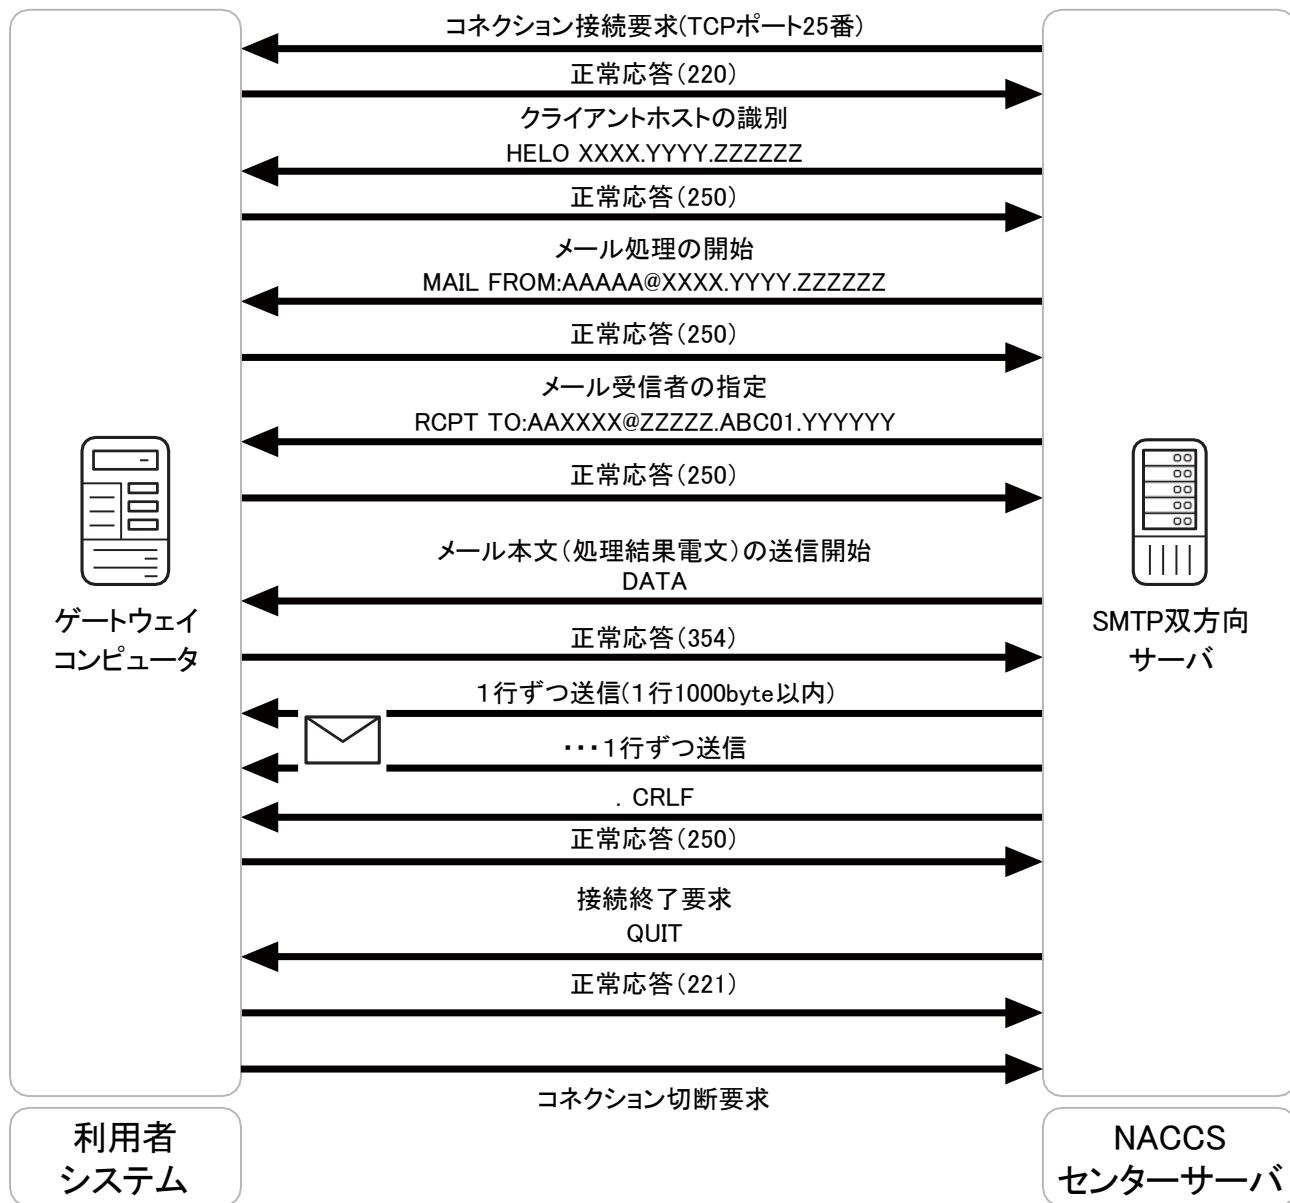 コネクション接続要求(TCPポート25番)
正常応答(220)
クライアントホストの識別
HELO XXXX.YYYY.ZZZZZZ
正常応答(250)
メール処理の開始
MAIL FROM:AAAAA@XXXX.YYYY.ZZZZZZ
正常応答(250)
メール受信者の指定
RCPT TO:AAXXXX@ZZZZZ.ABC01.YYYYYY
正常応答(250)
メール本文(処理結果電文)の送信開始
DATA
正常応答(354)
1行ずつ送信(1行1000byte以内)
・・・1行ずつ送信
. CRLF
正常応答(250)
接続終了要求
QUIT
正常応答(221)
コネクション切断要求
ゲートウェイ
コンピュータ
SMTP双方向
サーバ
利用者
システム
NACCS
センターサーバ